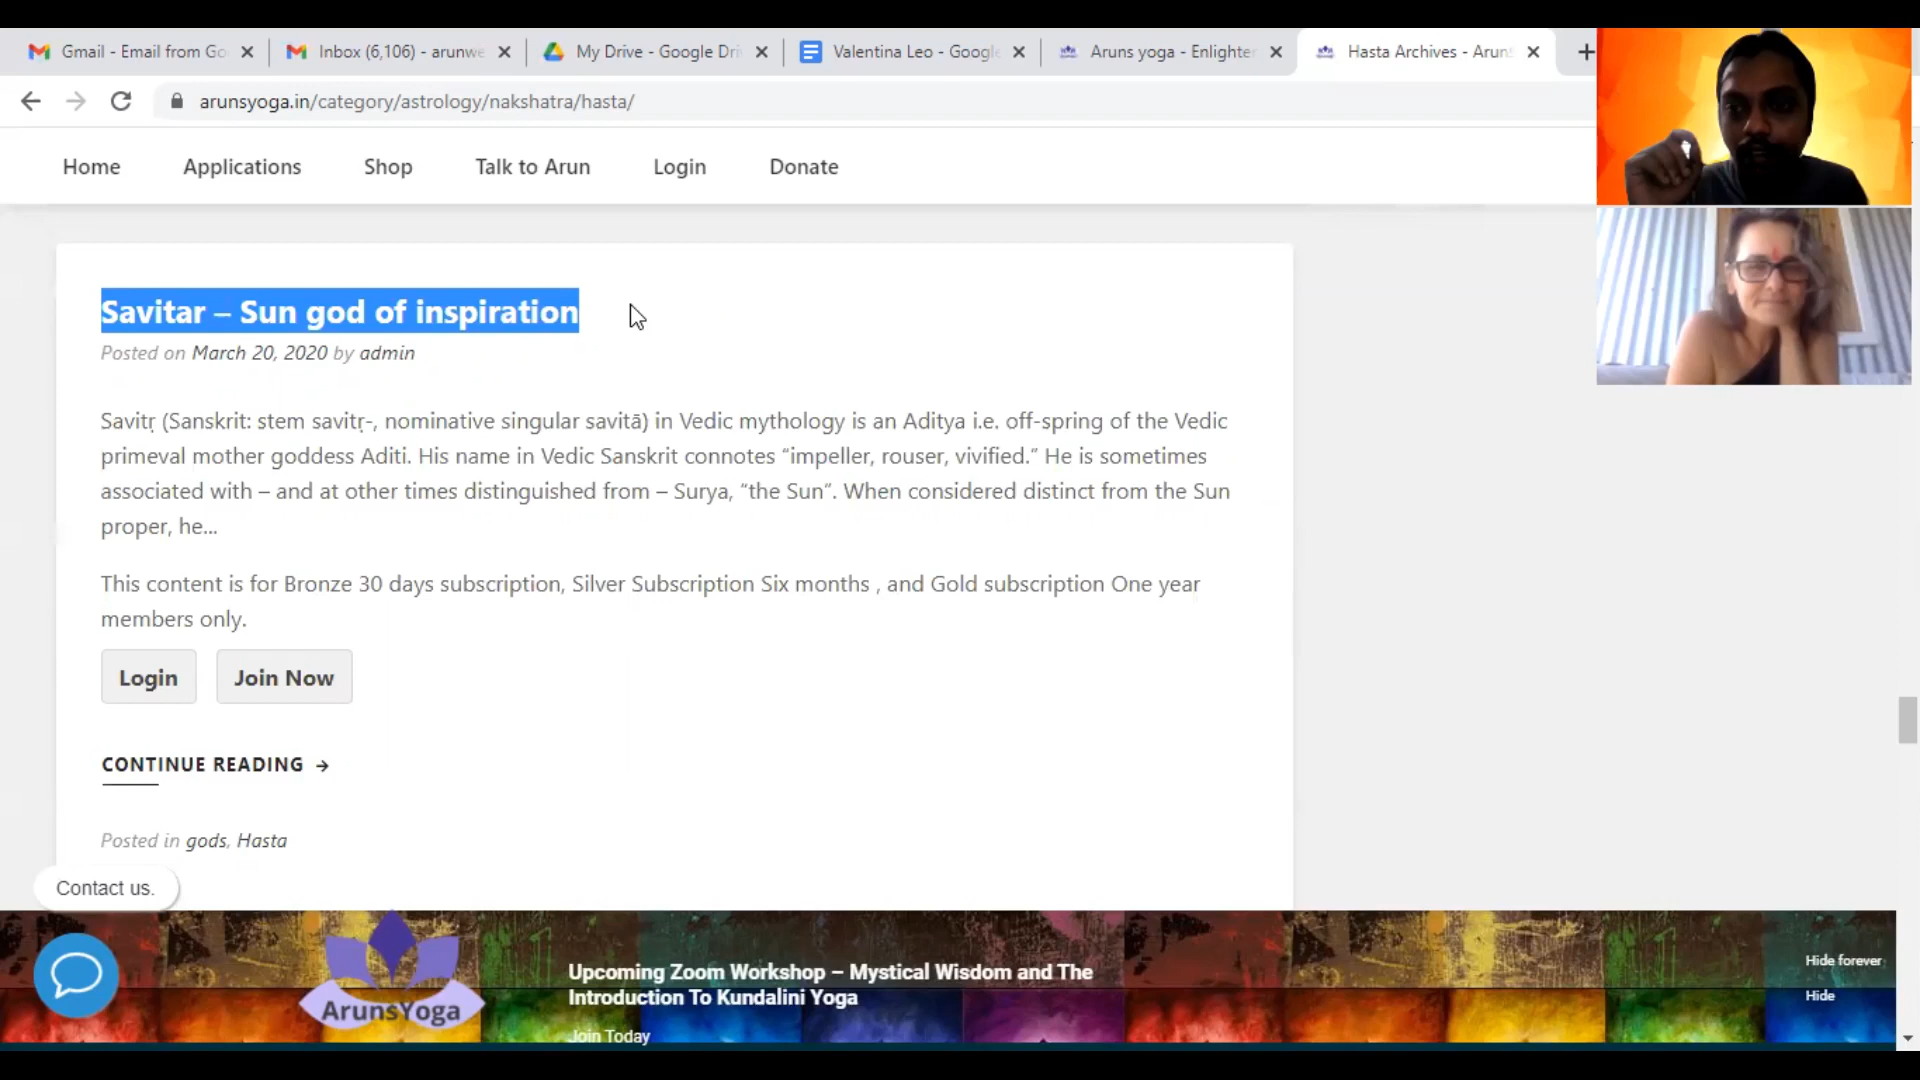 Gmail - Email from Go
Inbox (6,106) - arunwe
My Drive - Google Dri
Valentina Leo - Google
Aruns yoga - Enlighten
Hasta Archives - Aruns
arunsyoga.in/category/astrology/nakshatra/hasta/
Home
Applications
Shop
Talk to Arun
Login
Donate
Savitar – Sun god of inspiration
Posted on March 20, 2020 by admin
Savitṛ (Sanskrit: stem savitṛ-, nominative singular savitā) in Vedic mythology is an Aditya i.e. off-spring of the Vedic
primeval mother goddess Aditi. His name in Vedic Sanskrit connotes “impeller, rouser, vivified.” He is sometimes
associated with – and at other times distinguished from – Surya, “the Sun“. When considered distinct from the Sun
proper, he...
This content is for Bronze 30 days subscription, Silver Subscription Six months , and Gold subscription One year
members only.
Login
Join Now
CONTINUE READING →
Posted in gods, Hasta
Contact us.
ArunsYoga
Upcoming Zoom Workshop – Mystical Wisdom and The
Introduction To Kundalini Yoga
Join Today
Hide forever
Hide